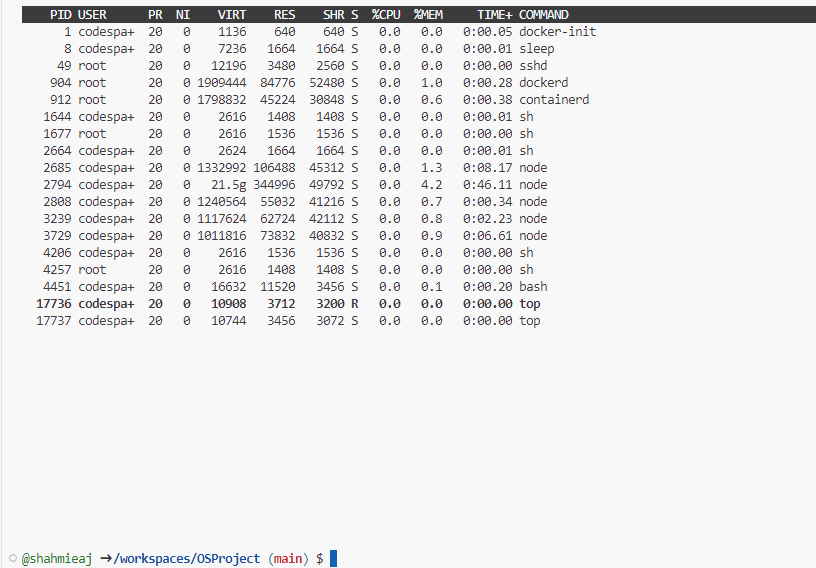 PID USER PR NI VIRT RES SHR S %CPU %MEM TIME+ COMMAND
1 codespa+ 20 0 1136 640 640 S 0.0 0.0 0:00.05 docker-init
8 codespa+ 20 0 7236 1664 1664 S 0.0 0.0 0:00.01 sleep
49 root 20 0 12196 3480 2560 S 0.0 0.0 0:00.00 sshd
904 root 20 0 1909444 84776 52480 S 0.0 1.0 0:00.28 dockerd
912 root 20 0 1798832 45224 30848 S 0.0 0.6 0:00.38 containerd
1644 codespa+ 20 0 2616 1408 1408 S 0.0 0.0 0:00.01 sh
1677 root 20 0 2616 1536 1536 S 0.0 0.0 0:00.00 sh
2664 codespa+ 20 0 2624 1664 1664 S 0.0 0.0 0:00.01 sh
2685 codespa+ 20 0 1332992 106488 45312 S 0.0 1.3 0:08.17 node
2794 codespa+ 20 0 21.5g 344996 49792 S 0.0 4.2 0:46.11 node
2808 codespa+ 20 0 1240564 55032 41216 S 0.0 0.7 0:00.34 node
3239 codespa+ 20 0 1117624 62724 42112 S 0.0 0.8 0:02.23 node
3729 codespa+ 20 0 1011816 73832 40832 S 0.0 0.9 0:06.61 node
4206 codespa+ 20 0 2616 1536 1536 S 0.0 0.0 0:00.00 sh
4257 root 20 0 2616 1408 1408 S 0.0 0.0 0:00.00 sh
4451 codespa+ 20 0 16632 11520 3456 S 0.0 0.1 0:00.20 bash
17736 codespa+ 20 0 10908 3712 3200 R 0.0 0.0 0:00.00 top
17737 codespa+ 20 0 10744 3456 3072 S 0.0 0.0 0:00.00 top
@shahmieaj ➜/workspaces/OSProject (main) $